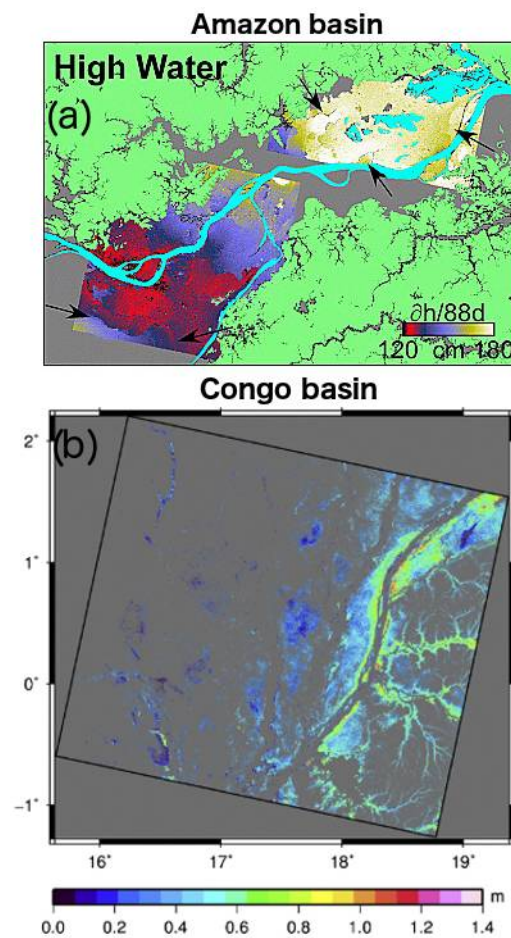 Amazon basin
High Water
(a)
∂h/88d
120 cm 180
Congo basin
(b)
2°
1°
0°
−1°
16° 17° 18° 19°
m
0.0 0.2 0.4 0.6 0.8 1.0 1.2 1.4